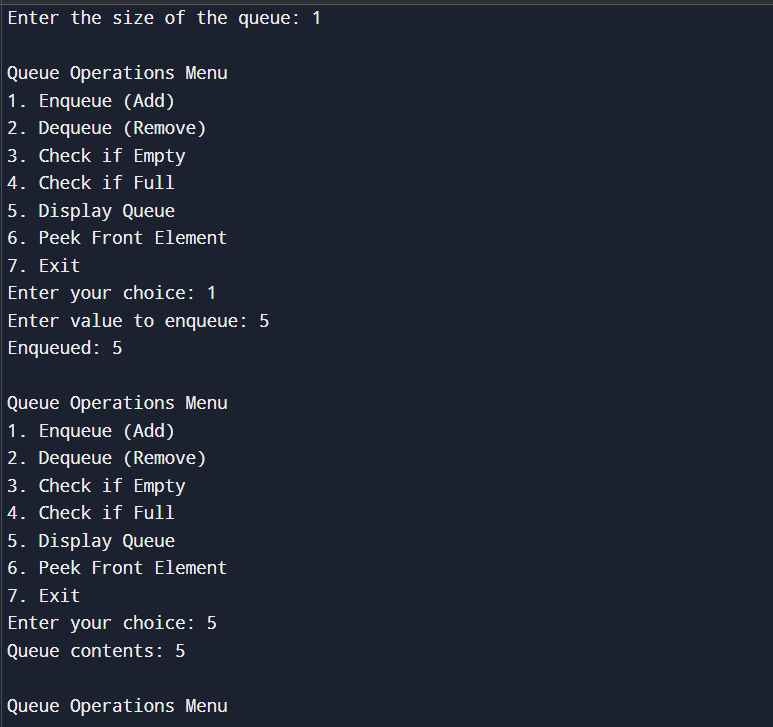 Enter the size of the queue: 1
Queue Operations Menu
1. Enqueue (Add)
2. Dequeue (Remove)
3. Check if Empty
4. Check if Full
5. Display Queue
6. Peek Front Element
7. Exit
Enter your choice: 1
Enter value to enqueue: 5
Enqueued: 5
Queue Operations Menu
1. Enqueue (Add)
2. Dequeue (Remove)
3. Check if Empty
4. Check if Full
5. Display Queue
6. Peek Front Element
7. Exit
Enter your choice: 5
Queue contents: 5
Queue Operations Menu